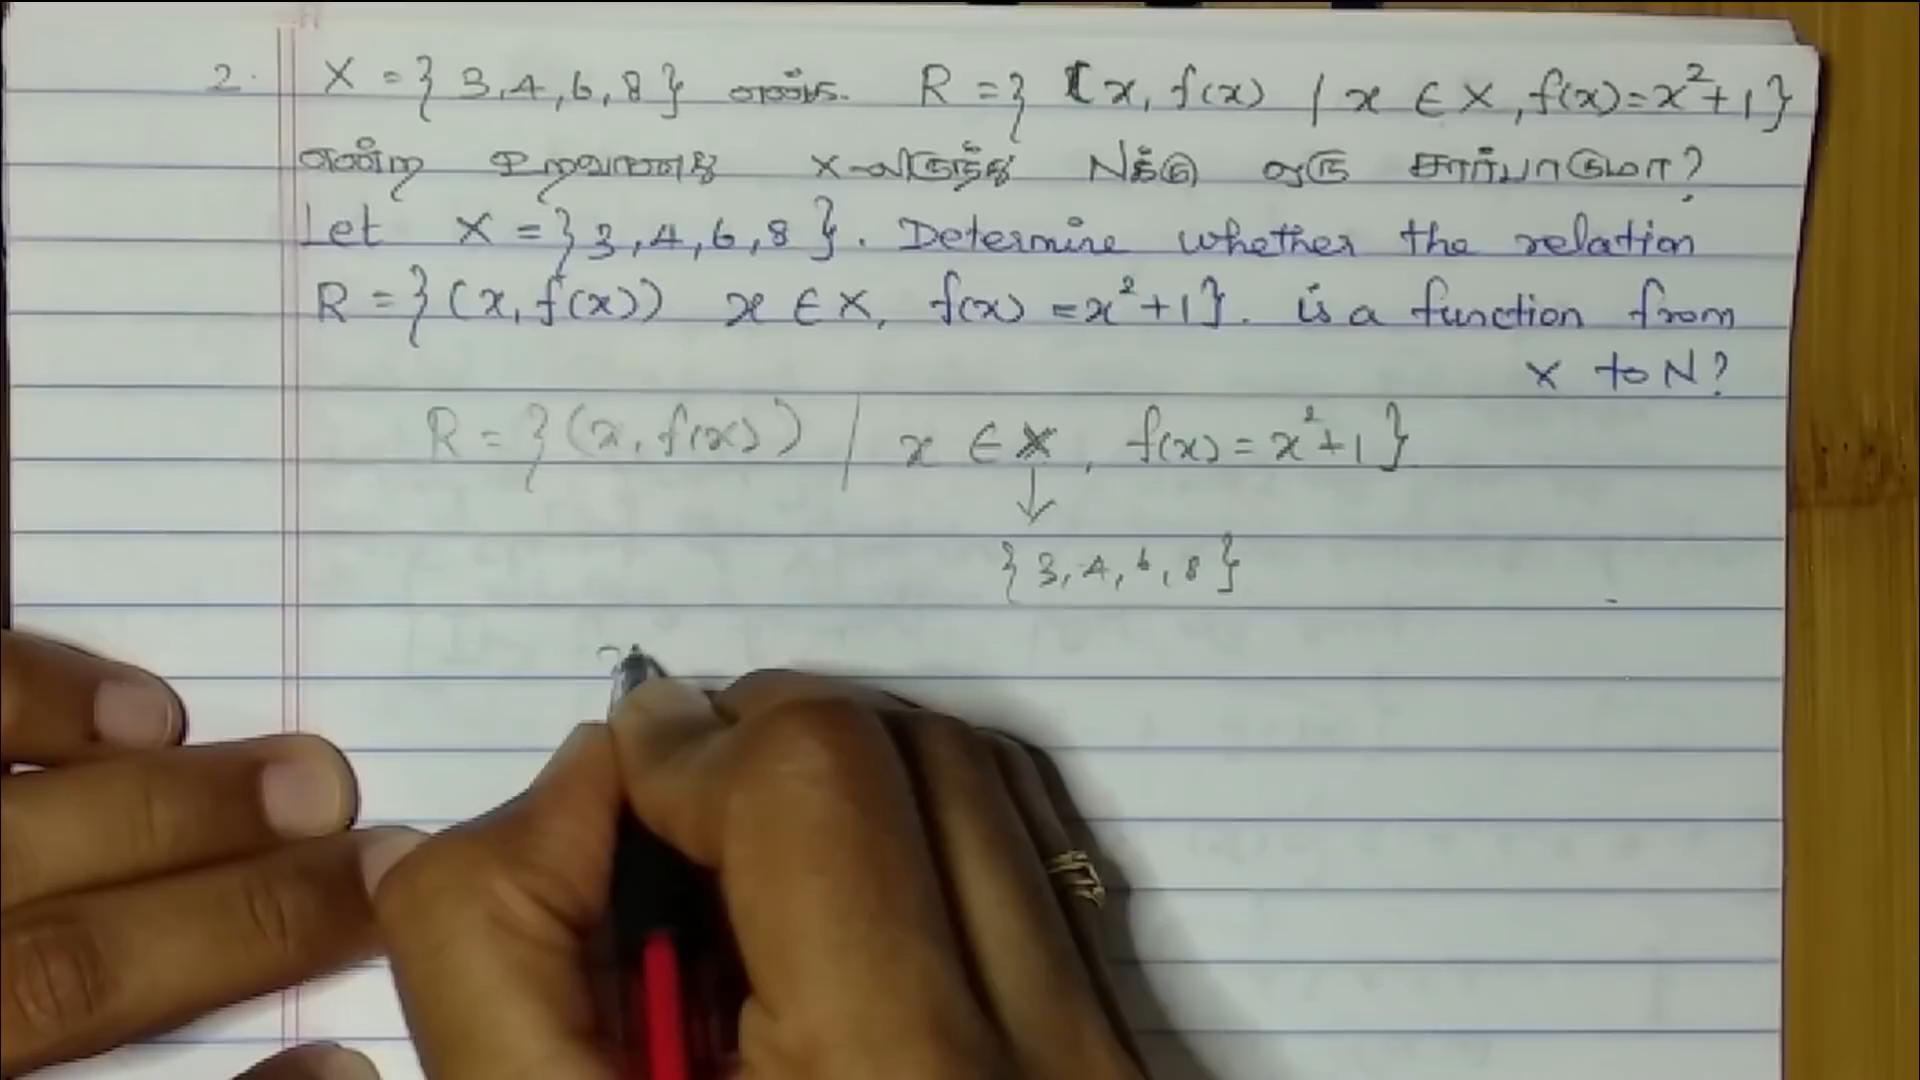 2. X = { 3, 4, 6, 8 } என்க. R = { (x, f(x) / x ∈ X, f(x) = x²+1 }
என்ற உறவானது X-லிருந்து Nக்கு ஒரு சார்பாகுமா?
Let X = { 3, 4, 6, 8 }. Determine whether the relation
R = { (x, f(x)) x ∈ X, f(x) = x²+1 }. is a function from
X to N?
R = { (x, f(x)) / x ∈ X, f(x) = x²+1 }
↓
{ 3, 4, 6, 8 }